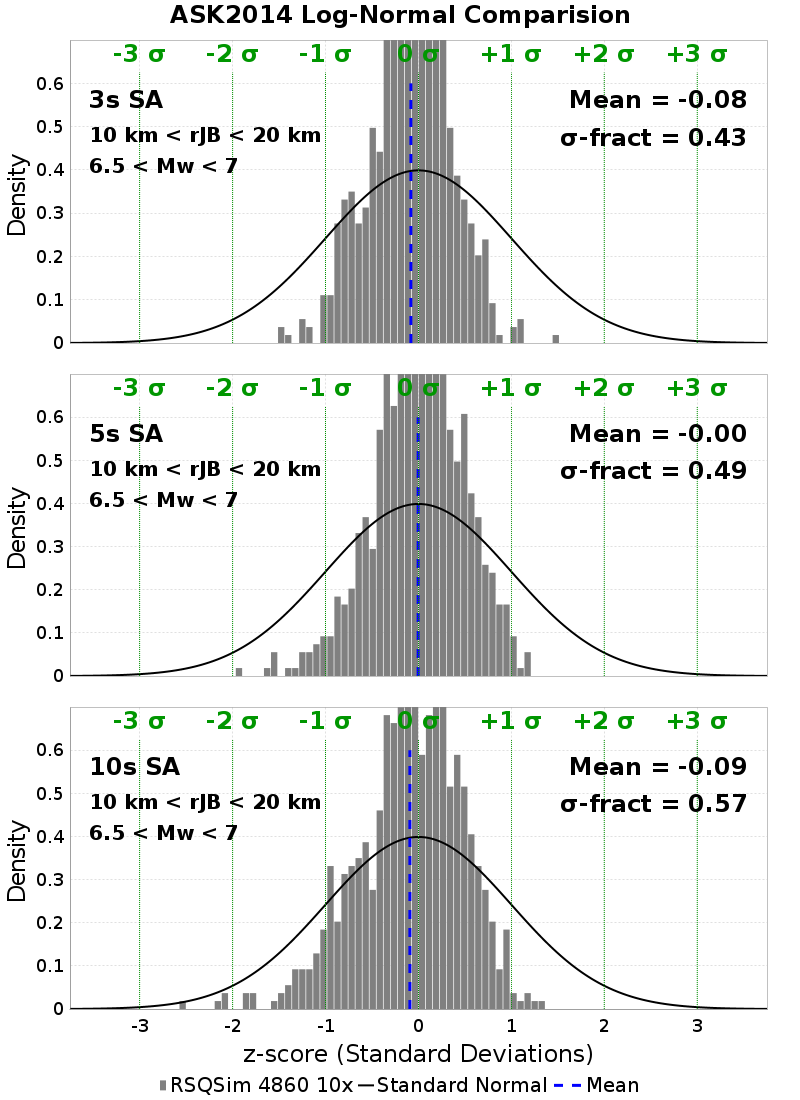 ASK2014 Log-Normal Comparision
-3 σ -2 σ -1 σ 0 σ +1 σ +2 σ +3 σ
0.6
3s SA Mean = -0.08
0.5
10 km < rJB < 20 km σ-fract = 0.43
6.5 < Mw < 7
0.4
0.3
0.2
0.1
0
Density
-3 σ -2 σ -1 σ 0 σ +1 σ +2 σ +3 σ
0.6
5s SA Mean = -0.00
0.5
10 km < rJB < 20 km σ-fract = 0.49
6.5 < Mw < 7
0.4
0.3
0.2
0.1
0
Density
-3 σ -2 σ -1 σ 0 σ +1 σ +2 σ +3 σ
0.6
10s SA Mean = -0.09
0.5
10 km < rJB < 20 km σ-fract = 0.57
6.5 < Mw < 7
0.4
0.3
0.2
0.1
0
Density
-3 -2 -1 0 1 2 3
z-score (Standard Deviations)
RSQSim 4860 10x Standard Normal Mean